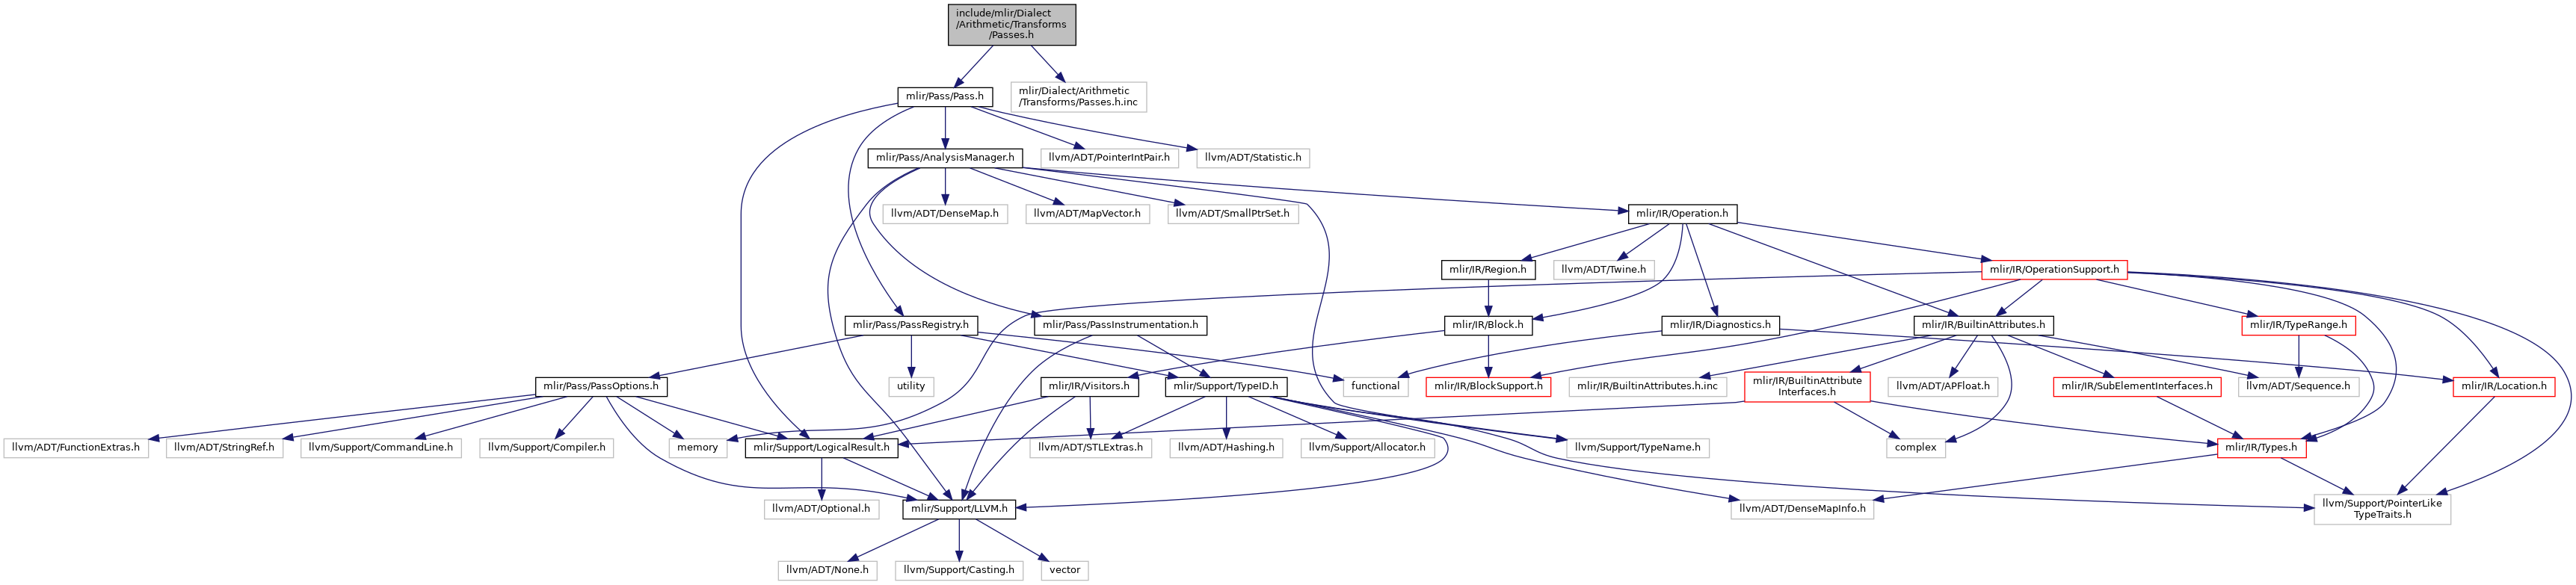 include/mlir/Dialect
/Arithmetic/Transforms
/Passes.h
mlir/Pass/Pass.h
mlir/Dialect/Arithmetic
/Transforms/Passes.h.inc
mlir/Pass/AnalysisManager.h
llvm/ADT/PointerIntPair.h
llvm/ADT/Statistic.h
llvm/ADT/DenseMap.h
llvm/ADT/MapVector.h
llvm/ADT/SmallPtrSet.h
mlir/IR/Operation.h
mlir/IR/Region.h
llvm/ADT/Twine.h
mlir/IR/OperationSupport.h
mlir/Pass/PassRegistry.h
mlir/Pass/PassInstrumentation.h
mlir/IR/Block.h
mlir/IR/Diagnostics.h
mlir/IR/BuiltinAttributes.h
mlir/IR/TypeRange.h
mlir/Pass/PassOptions.h
utility
mlir/IR/Visitors.h
mlir/Support/TypeID.h
functional
mlir/IR/BlockSupport.h
mlir/IR/BuiltinAttributes.h.inc
mlir/IR/BuiltinAttribute
Interfaces.h
llvm/ADT/APFloat.h
mlir/IR/SubElementInterfaces.h
llvm/ADT/Sequence.h
mlir/IR/Location.h
llvm/ADT/FunctionExtras.h
llvm/ADT/StringRef.h
llvm/Support/CommandLine.h
llvm/Support/Compiler.h
memory
mlir/Support/LogicalResult.h
llvm/ADT/STLExtras.h
llvm/ADT/Hashing.h
llvm/Support/Allocator.h
llvm/Support/TypeName.h
complex
mlir/IR/Types.h
llvm/ADT/Optional.h
mlir/Support/LLVM.h
llvm/ADT/DenseMapInfo.h
llvm/Support/PointerLike
TypeTraits.h
llvm/ADT/None.h
llvm/Support/Casting.h
vector